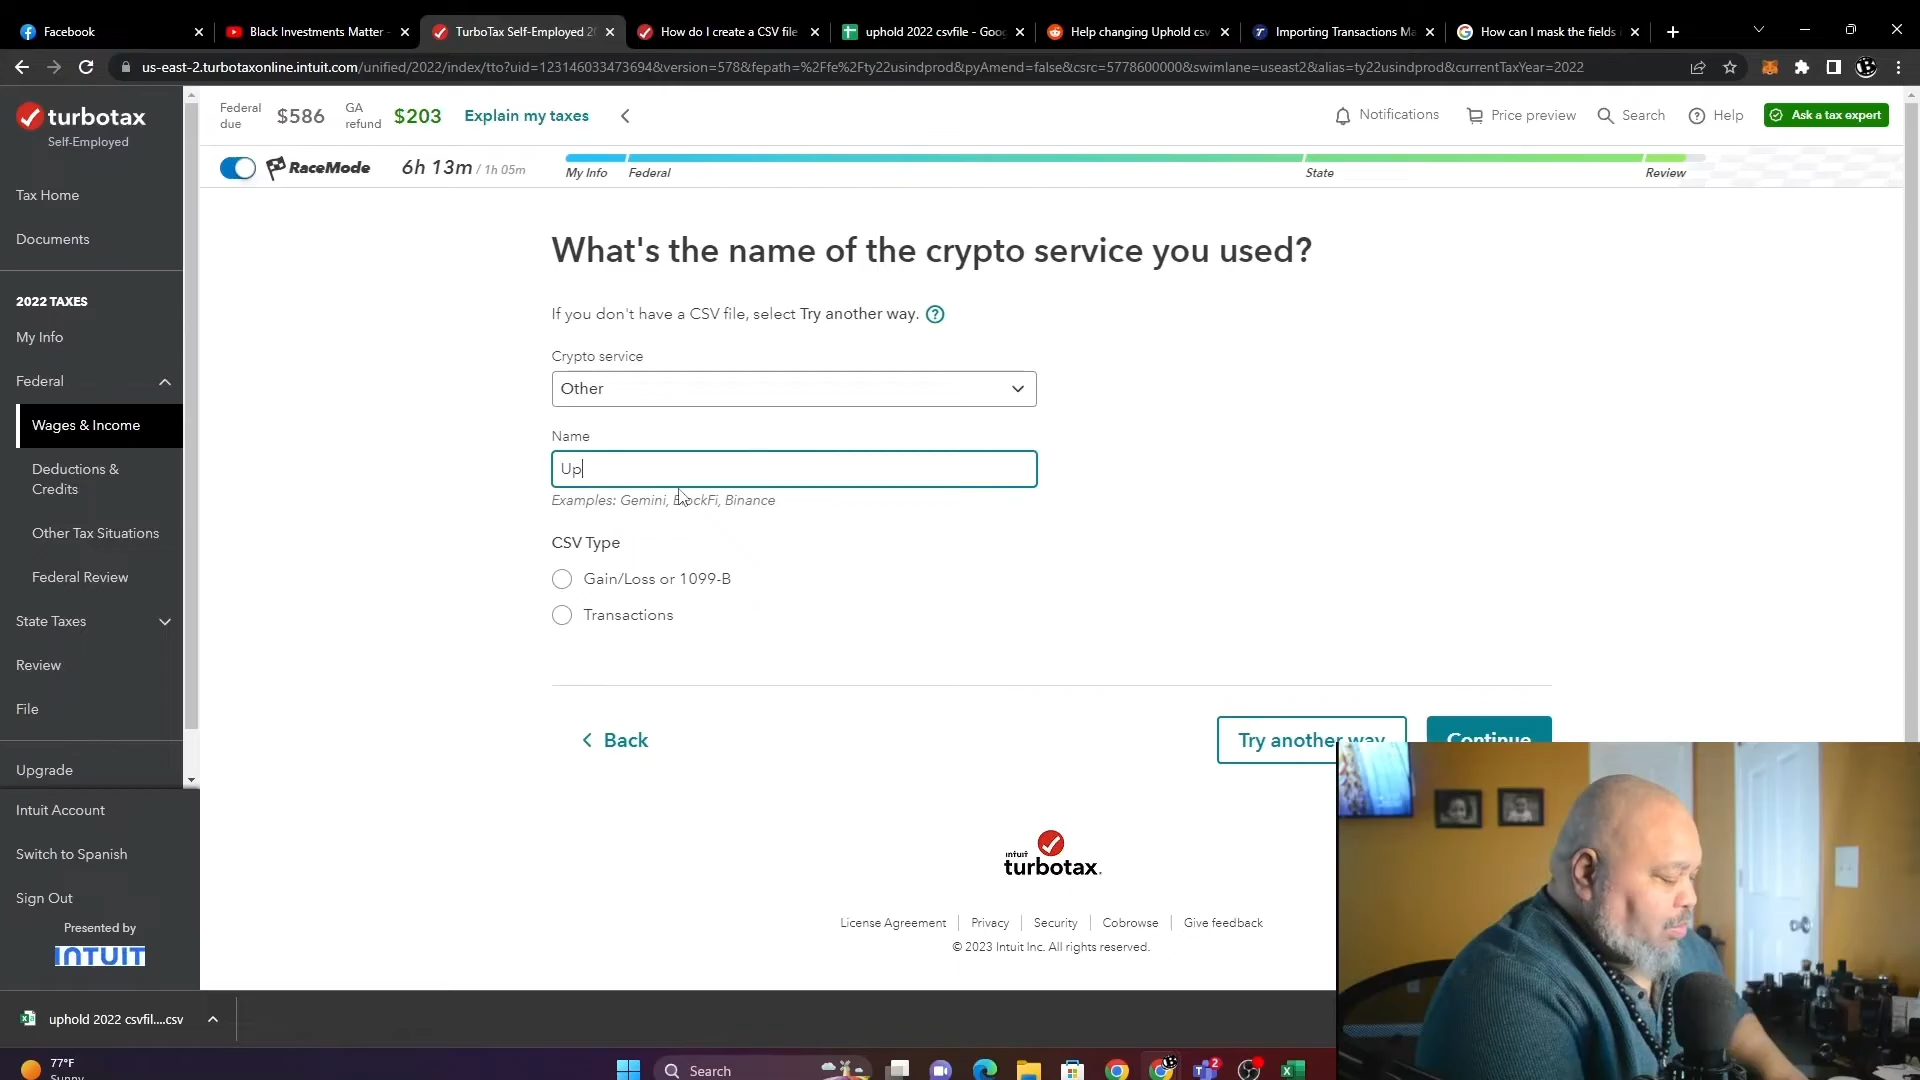 Facebook
Black Investments Matter -
TurboTax Self-Employed 20
How do I create a CSV file
uphold 2022 csvfile - Goog
Help changing Uphold csv
Importing Transactions Ma
How can I mask the fields i
us-east-2.turbotaxonline.intuit.com/unified/2022/index/tto?uid=123146033473694&version=578&fepath=%2Ffe%2Fty22usindprod&pyAmend=false&csrc=5778600000&swimlane=useast2&alias=ty22usindprod&currentTaxYear=2022
turbotax
Self-Employed
Federal due $586
GA refund $203
Explain my taxes
Notifications
Price preview
Search
Help
Ask a tax expert
RaceMode
6h 13m / 1h 05m
My Info
Federal
State
Review
Tax Home
Documents
2022 TAXES
My Info
Federal
Wages & Income
Deductions &
Credits
Other Tax Situations
Federal Review
State Taxes
Review
File
Upgrade
Intuit Account
Switch to Spanish
Sign Out
Presented by
INTUIT
What's the name of the crypto service you used?
If you don't have a CSV file, select Try another way. ?
Crypto service
Other
Name
Up
Examples: Gemini, BlockFi, Binance
CSV Type
Gain/Loss or 1099-B
Transactions
Back
Try another way
Continue
intuit
turbotax.
License Agreement
Privacy
Security
Cobrowse
Give feedback
© 2023 Intuit Inc. All rights reserved.
uphold 2022 csvfil....csv
77°F
Sunny
Search
2